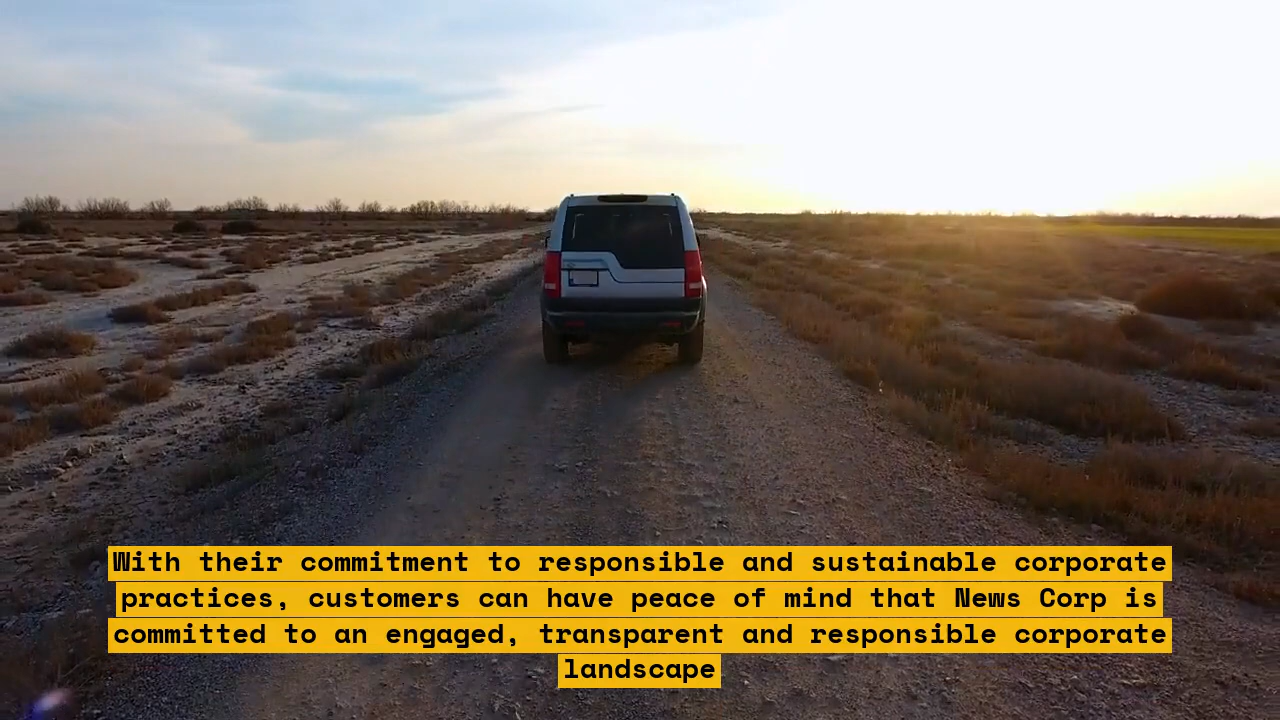 With their commitment to responsible and sustainable corporate
practices, customers can have peace of mind that News Corp is
committed to an engaged, transparent and responsible corporate
landscape